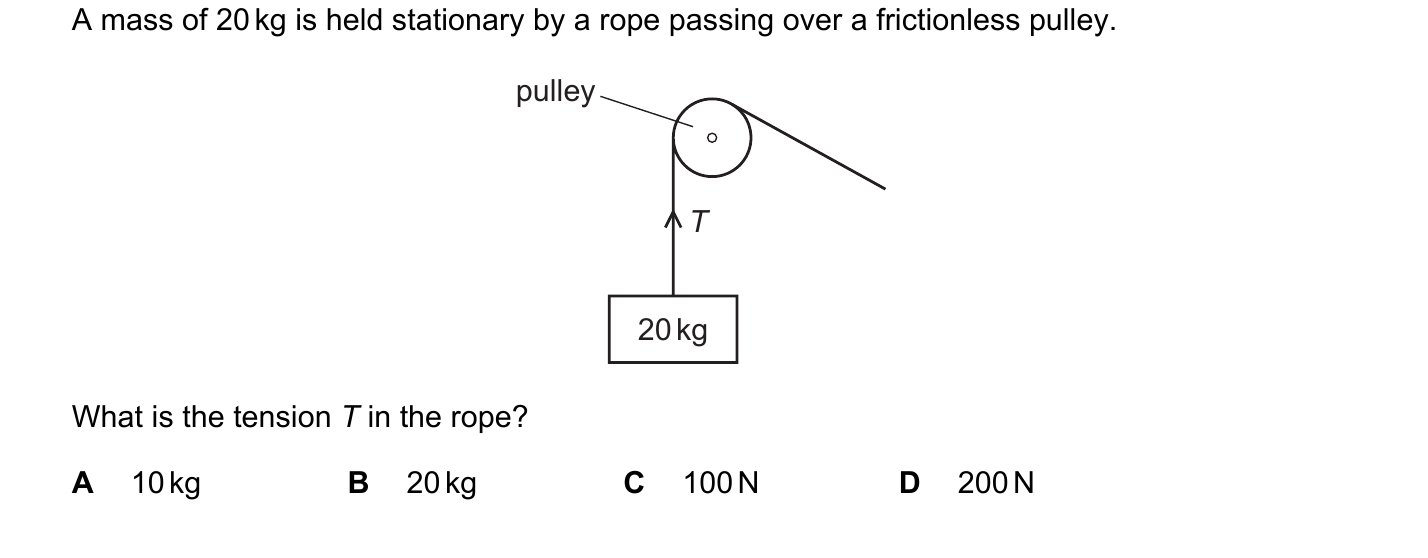 A mass of 20 kg is held stationary by a rope passing over a frictionless pulley.
pulley
T
20 kg
What is the tension T in the rope?
A 10 kg B 20 kg C 100 N D 200 N